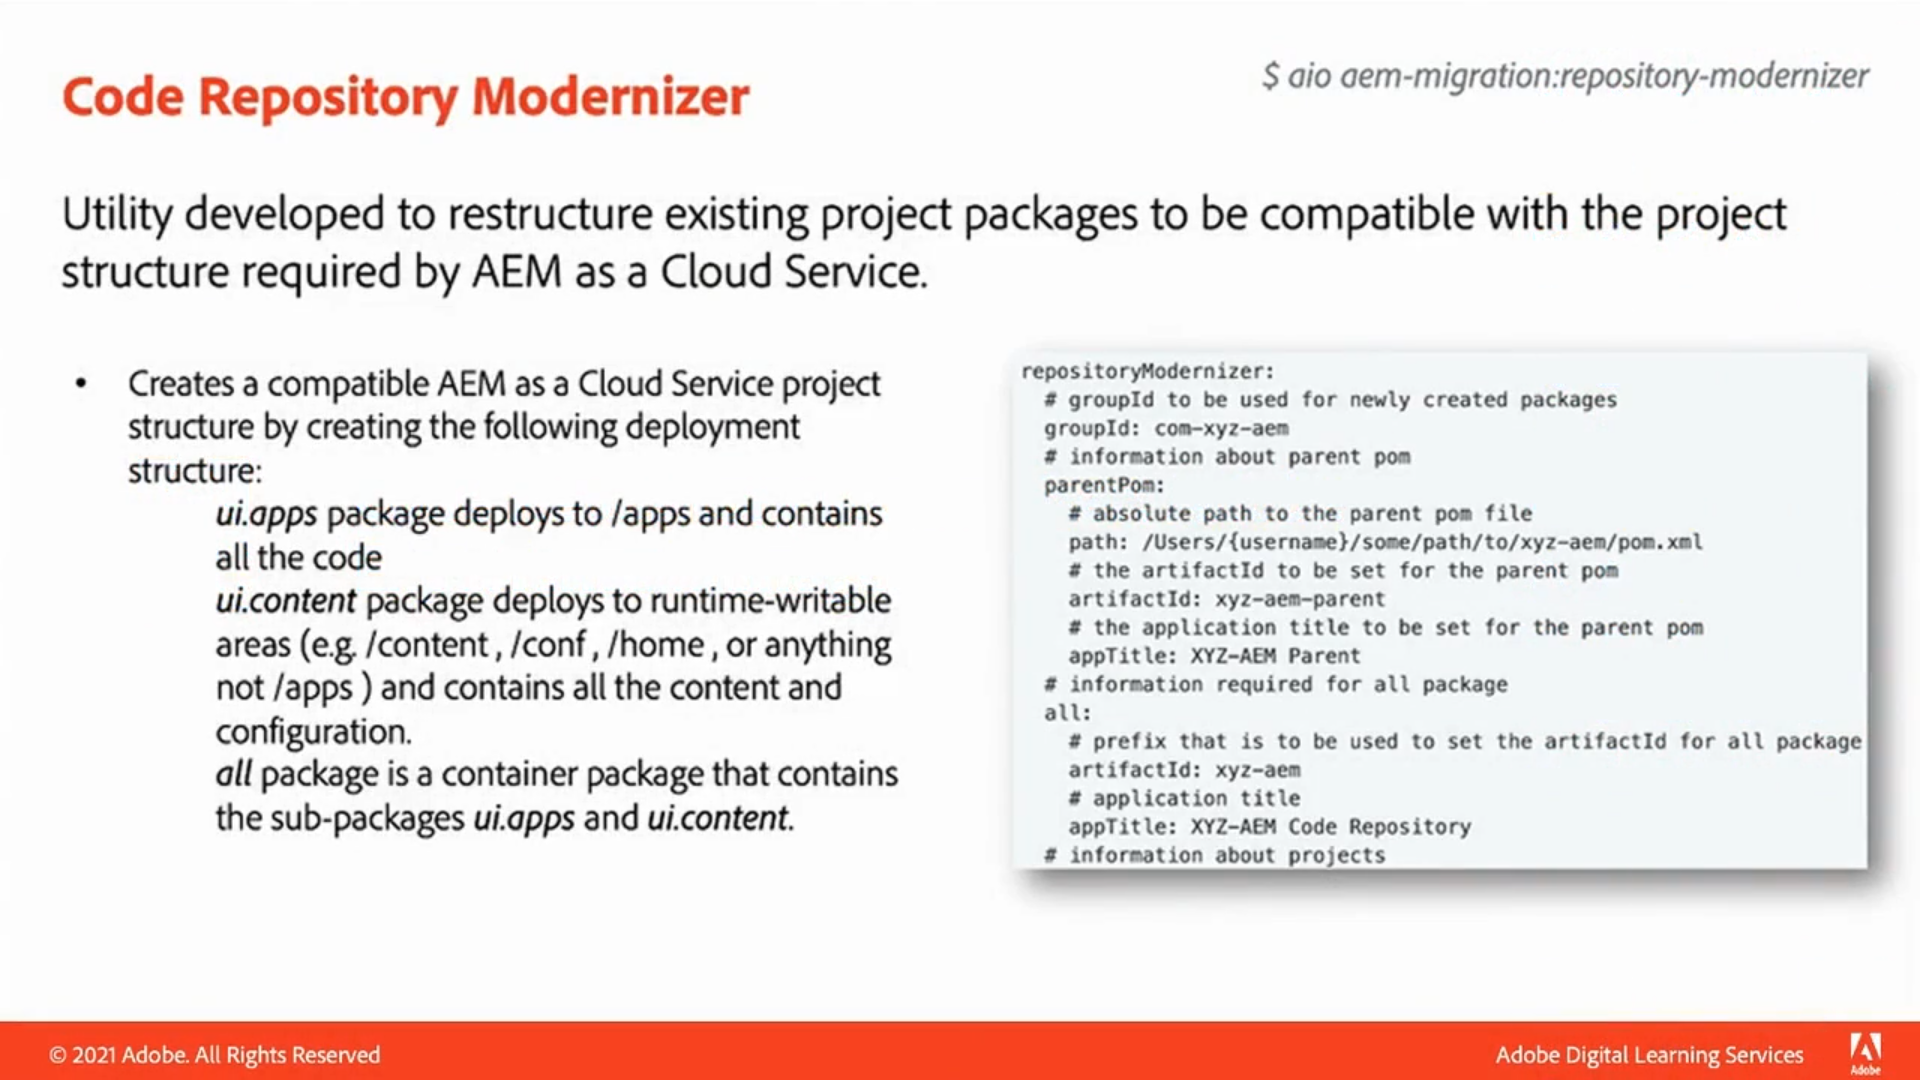 Code Repository Modernizer
$ aio aem-migration:repository-modernizer
Utility developed to restructure existing project packages to be compatible with the project
structure required by AEM as a Cloud Service.
• Creates a compatible AEM as a Cloud Service project
structure by creating the following deployment
structure:
ui.apps package deploys to /apps and contains
all the code
ui.content package deploys to runtime-writable
areas (e.g. /content , /conf , /home , or anything
not /apps ) and contains all the content and
configuration.
all package is a container package that contains
the sub-packages ui.apps and ui.content.
repositoryModernizer:
# groupId to be used for newly created packages
groupId: com-xyz-aem
# information about parent pom
parentPom:
# absolute path to the parent pom file
path: /Users/{username}/some/path/to/xyz-aem/pom.xml
# the artifactId to be set for the parent pom
artifactId: xyz-aem-parent
# the application title to be set for the parent pom
appTitle: XYZ-AEM Parent
# information required for all package
all:
# prefix that is to be used to set the artifactId for all package
artifactId: xyz-aem
# application title
appTitle: XYZ-AEM Code Repository
# information about projects
© 2021 Adobe. All Rights Reserved
Adobe Digital Learning Services
Adobe